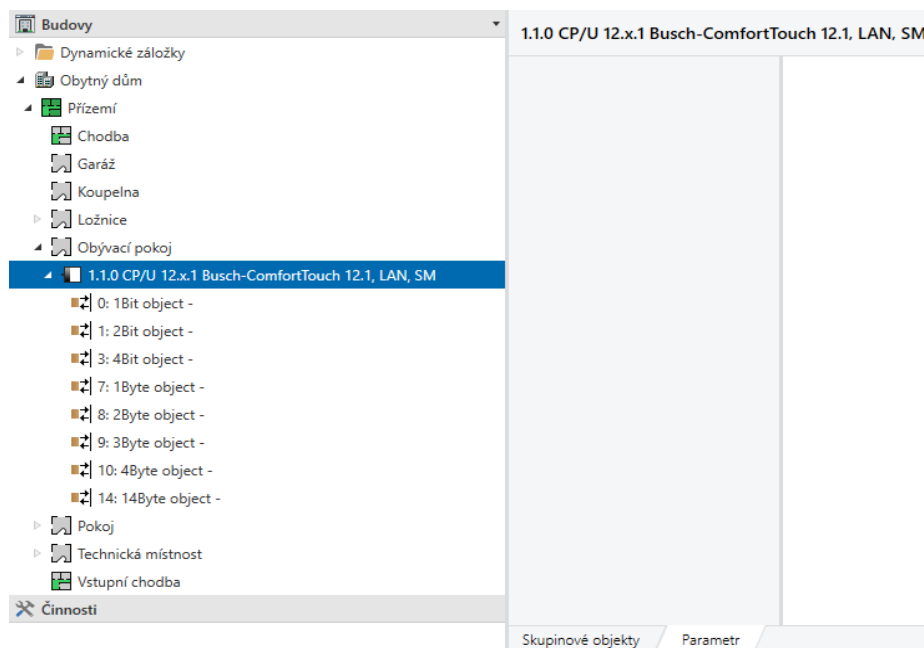 Budovy
1.1.0 CP/U 12.x.1 Busch-ComfortTouch 12.1, LAN, SM
Dynamické záložky
Obytný dům
Přízemí
Chodba
Garáž
Koupelna
Ložnice
Obývací pokoj
1.1.0 CP/U 12.x.1 Busch-ComfortTouch 12.1, LAN, SM
0: 1Bit object -
1: 2Bit object -
3: 4Bit object -
7: 1Byte object -
8: 2Byte object -
9: 3Byte object -
10: 4Byte object -
14: 14Byte object -
Pokoj
Technická místnost
Vstupní chodba
Činnosti
Skupinové objekty
Parametr